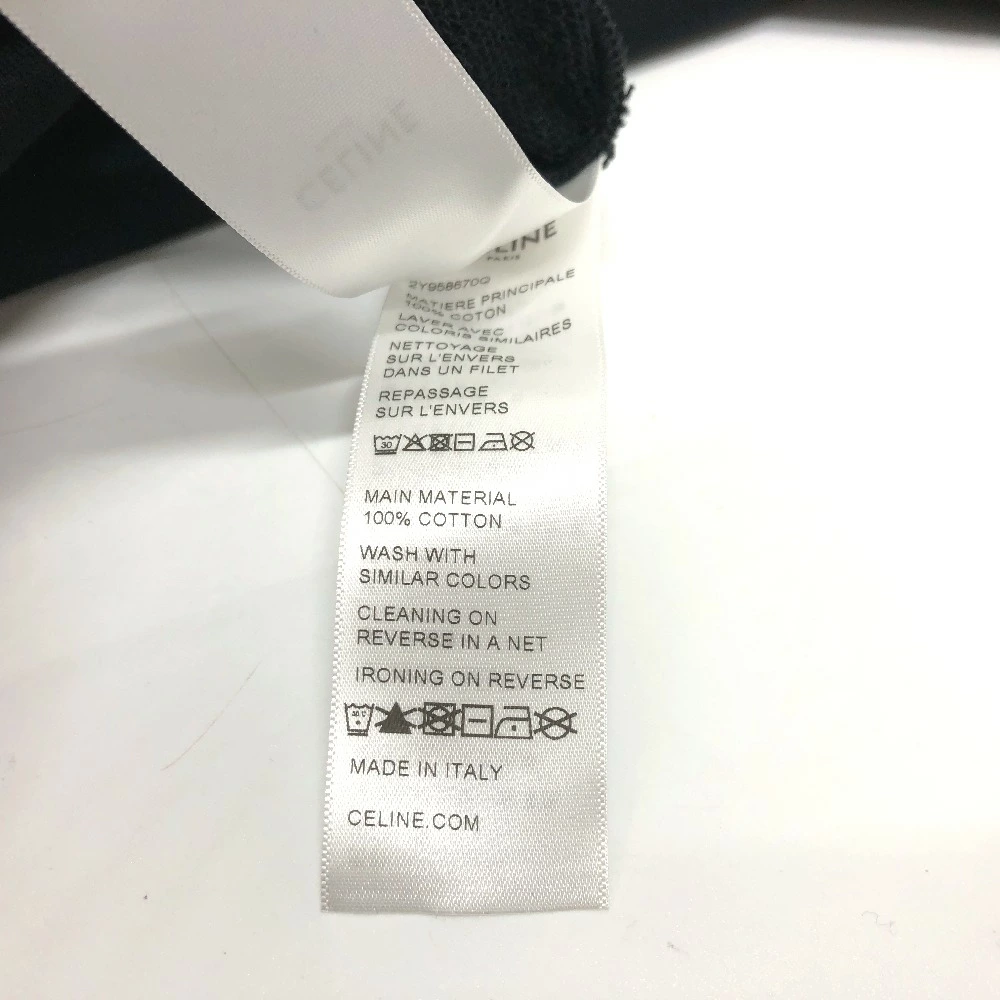 CELINE
PARIS
2Y958670Q
MATIERE PRINCIPALE
100% COTON
LAVER AVEC
COLORIS SIMILAIRES
NETTOYAGE
SUR L'ENVERS
DANS UN FILET
REPASSAGE
SUR L'ENVERS
30
MAIN MATERIAL
100% COTTON
WASH WITH
SIMILAR COLORS
CLEANING ON
REVERSE IN A NET
IRONING ON REVERSE
MADE IN ITALY
CELINE.COM